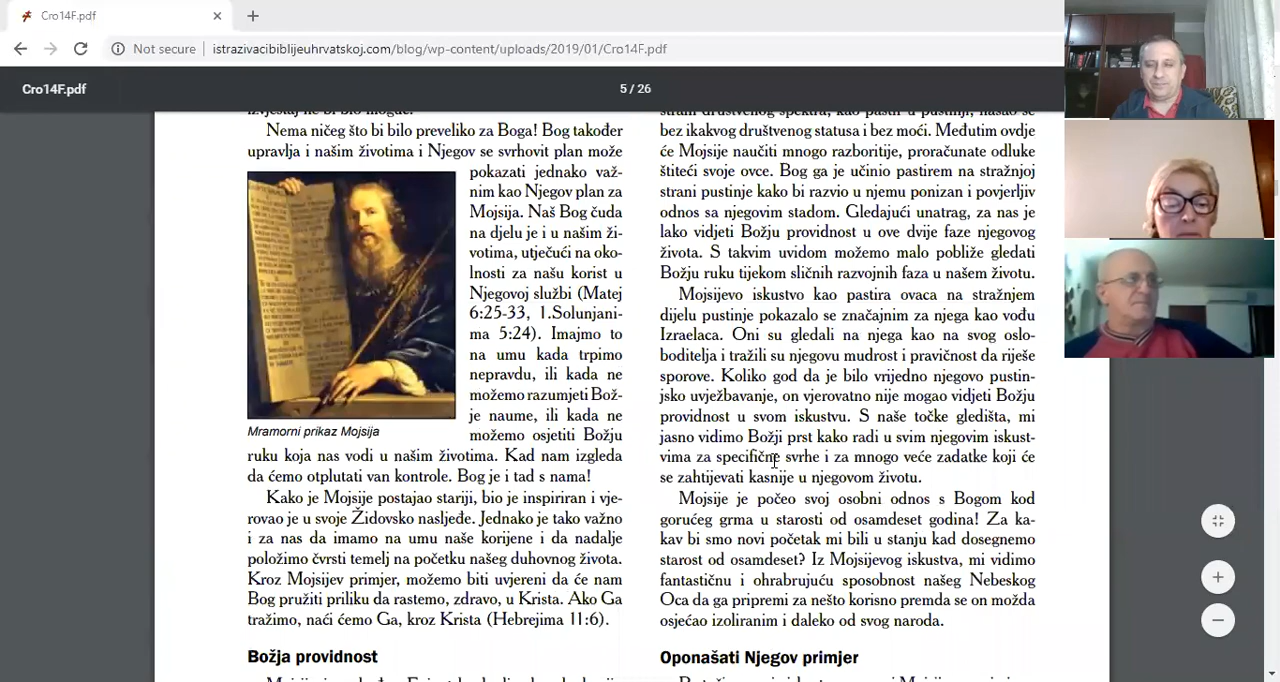 Cro14F.pdf
Not secure
istrazivacibiblijeuhrvatskoj.com/blog/wp-content/uploads/2019/01/Cro14F.pdf
Cro14F.pdf
5 / 26
Nema ničeg što bi bilo preveliko za Boga! Bog također
upravlja i našim životima i Njegov se svrhovit plan može
pokazati jednako važ-
nim kao Njegov plan za
Mojsija. Naš Bog čuda
na djelu je i u našim ži-
votima, utječući na oko-
lnosti za našu korist u
Njegovoj službi (Matej
6:25-33, 1.Solunjani-
ma 5:24). Imajmo to
na umu kada trpimo
nepravdu, ili kada ne
možemo razumjeti Bož-
je naume, ili kada ne
možemo osjetiti Božju
Mramorni prikaz Mojsija
ruku koja nas vodi u našim životima. Kad nam izgleda
da ćemo otplutati van kontrole. Bog je i tad s nama!
Kako je Mojsije postajao stariji, bio je inspiriran i vje-
rovao je u svoje Židovsko nasljeđe. Jednako je tako važno
i za nas da imamo na umu naše korijene i da nadalje
položimo čvrsti temelj na početku našeg duhovnog života.
Kroz Mojsijev primjer, možemo biti uvjereni da će nam
Bog pružiti priliku da rastemo, zdravo, u Krista. Ako Ga
tražimo, naći ćemo Ga, kroz Krista (Hebrejima 11:6).
Božja providnost
strani društvenog spektra, kao pastir u pustinji, našao se
bez ikakvog društvenog statusa i bez moći. Međutim ovdje
će Mojsije naučiti mnogo razboritije, proračunate odluke
štiteći svoje ovce. Bog ga je učinio pastirem na stražnjoj
strani pustinje kako bi razvio u njemu ponizan i povjerljiv
odnos sa njegovim stadom. Gledajući unatrag, za nas je
lako vidjeti Božju providnost u ove dvije faze njegovog
života. S takvim uvidom možemo malo pobliže gledati
Božju ruku tijekom sličnih razvojnih faza u našem životu.
Mojsijevo iskustvo kao pastira ovaca na stražnjem
dijelu pustinje pokazalo se značajnim za njega kao vođu
Izraelaca. Oni su gledali na njega kao na svog oslo-
boditelja i tražili su njegovu mudrost i pravičnost da riješe
sporove. Koliko god da je bilo vrijedno njegovo pustin-
jsko uvježbavanje, on vjerovatno nije mogao vidjeti Božju
providnost u svom iskustvu. S naše točke gledišta, mi
jasno vidimo Božji prst kako radi u svim njegovim iskust-
vima za specifične svrhe i za mnogo veće zadatke koji će
se zahtijevati kasnije u njegovom životu.
Mojsije je počeo svoj osobni odnos s Bogom kod
gorućeg grma u starosti od osamdeset godina! Za ka-
kav bi smo novi početak mi bili u stanju kad dosegnemo
starost od osamdeset? Iz Mojsijevog iskustva, mi vidimo
fantastičnu i ohrabrujuću sposobnost našeg Nebeskog
Oca da ga pripremi za nešto korisno premda se on možda
osjećao izoliranim i daleko od svog naroda.
Oponašati Njegov primjer